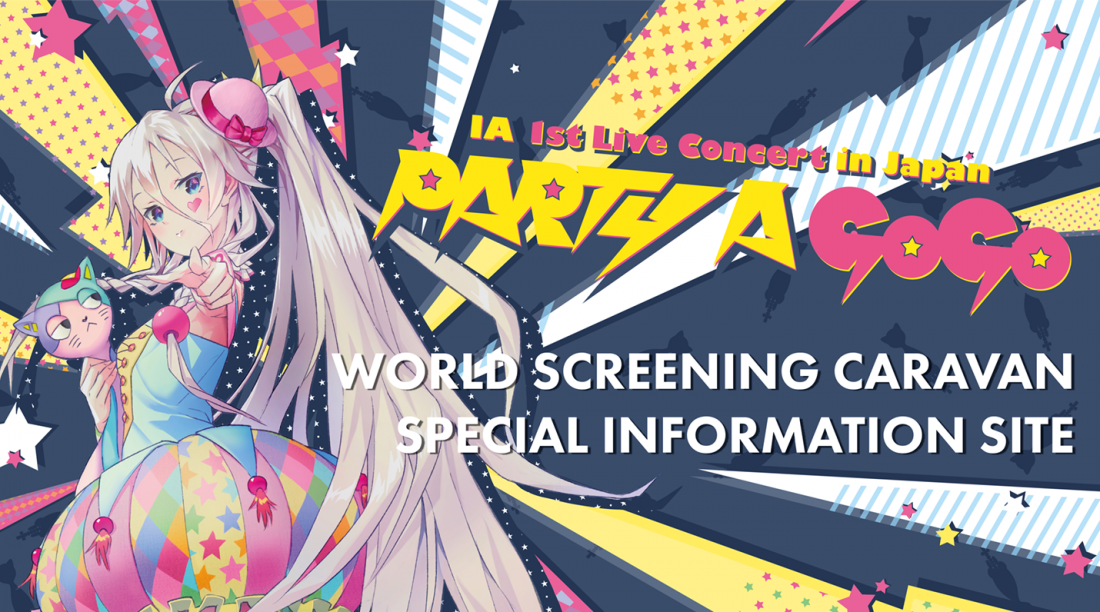 IA 1st Live Concert in Japan
PARTY A GoGo
WORLD SCREENING CARAVAN
SPECIAL INFORMATION SITE